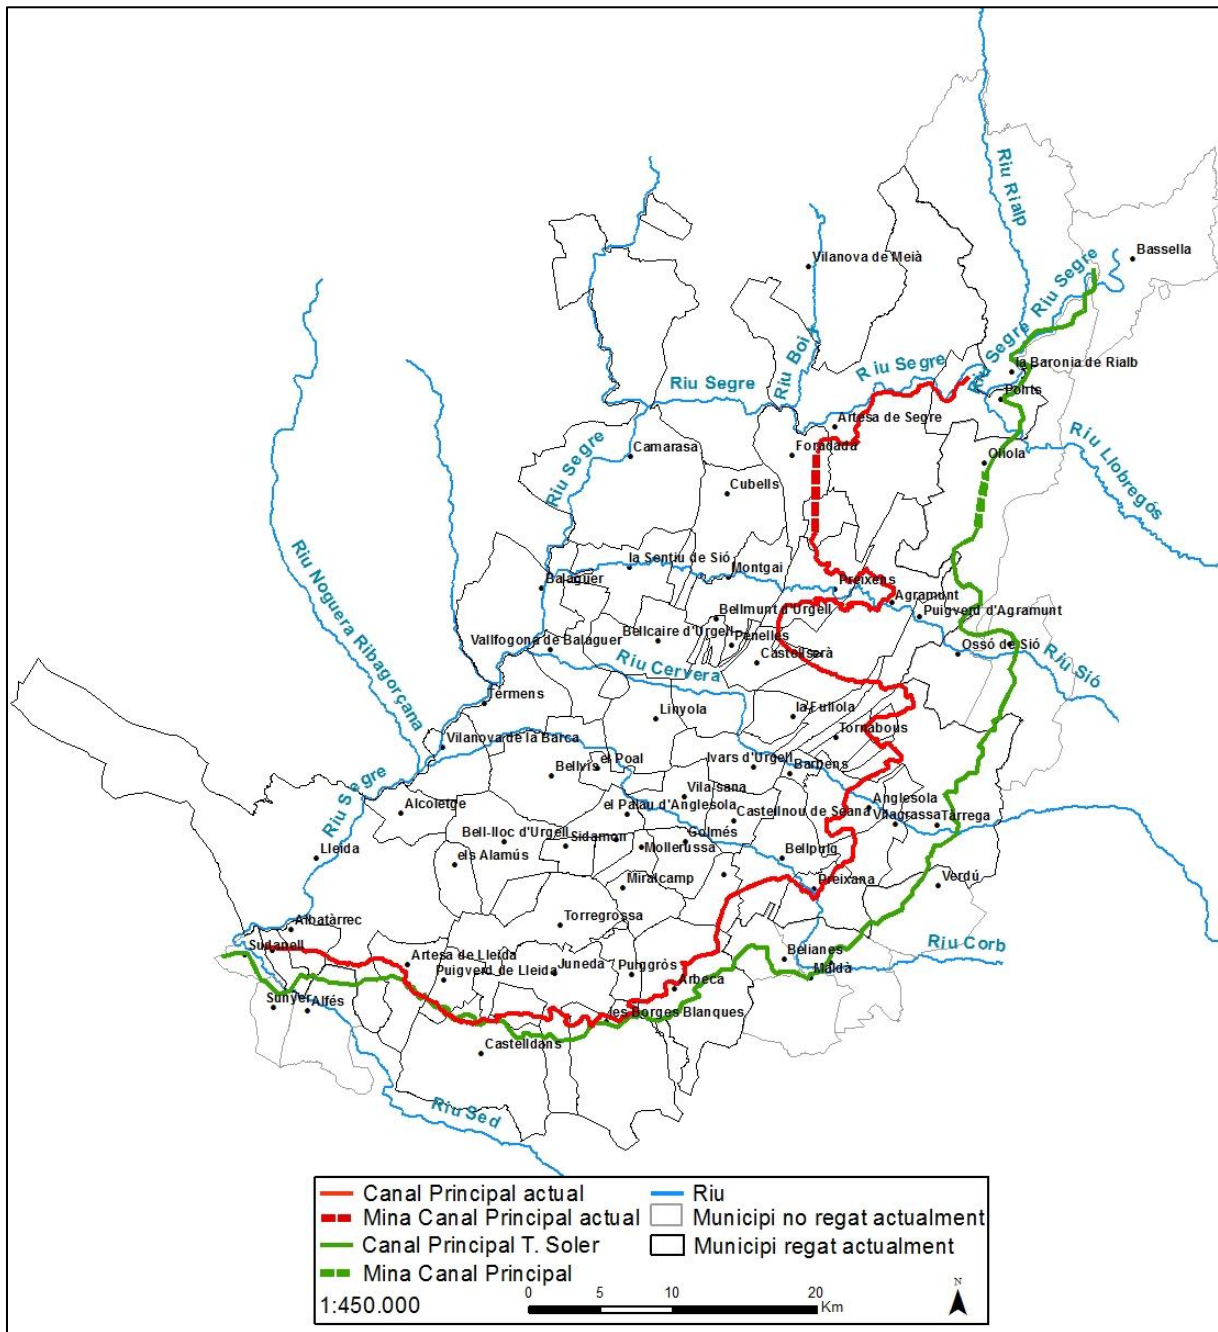 Riu Rialp
Bassella
Vilanova de Meià
Riu Segre
Riu Segre
Riu Boix
Riu Segre
Riu Segre
la Baronia de Rialb
Ponts
Artesa de Segre
Riu Llobregós
Riu Segre
Camarasa
Foradada
Oliola
Cubells
Riu Noguera Ribagorçana
la Sentiu de Sió
Montgai
Balaguer
Preixens
Agramunt
Puigverd d'Agramunt
Bellmunt d'Urgell
Bellcaire d'Urgell
Penelles
Vallfogona de Balaguer
Castellserà
Ossó de Sió
Riu Sió
Riu Cervera
Térmens
Linyola
la Fuliola
Tornabous
Vilanova de la Barca
el Poal
Ivars d'Urgell
Barbens
Bellvís
Riu Segre
Vila-sana
Alcoletge
el Palau d'Anglesola
Anglesola
Castellnou de Seana
Vilagrassa
Tàrrega
Bell-lloc d'Urgell
Sidamon
Golmés
Mollerussa
Lleida
els Alamús
Bellpuig
Miralcamp
Preixana
Verdú
Torregrossa
Albatàrrec
Sudanell
Artesa de Lleida
Puigverd de Lleida
Juneda
Puiggròs
Belianes
Riu Corb
Maldà
Arbeca
Sunyer
Alfés
les Borges Blanques
Castelldans
Riu Sed
Canal Principal actual
Mina Canal Principal actual
Canal Principal T. Soler
Mina Canal Principal
Riu
Municipi no regat actualment
Municipi regat actualment
1:450.000
0 5 10 20
Km
N